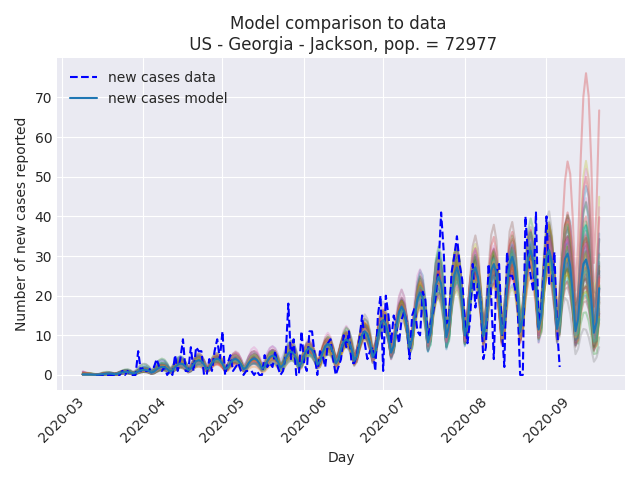 Model comparison to data
US - Georgia - Jackson, pop. = 72977
new cases data
new cases model
Number of new cases reported
70
60
50
40
30
20
10
0
2020-03
2020-04
2020-05
2020-06
2020-07
2020-08
2020-09
Day